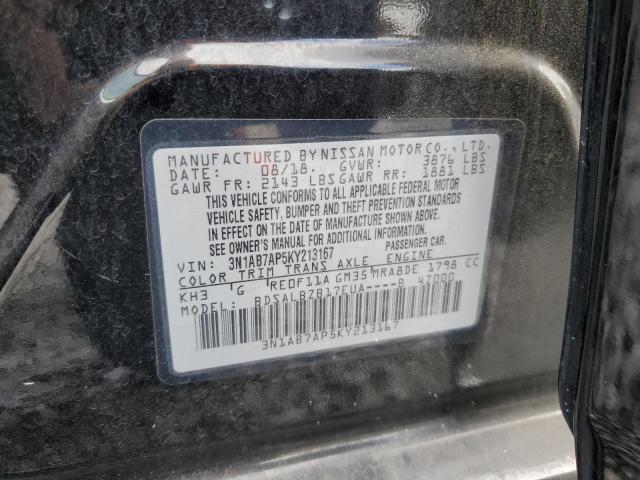 MANUFACTURED BY NISSAN MOTOR CO., LTD.
DATE: 08/18. GVWR: 3876 LBS
GAWR FR: 2143 LBS GAWR RR: 1881 LBS
THIS VEHICLE CONFORMS TO ALL APPLICABLE FEDERAL MOTOR
VEHICLE SAFETY, BUMPER AND THEFT PREVENTION STANDARDS
IN EFFECT ON THE DATE OF MANUFACTURE SHOWN ABOVE.
SEE OWNER'S MANUAL FOR ADDITIONAL INFORMATION
VIN: 3N1AB7AP5KY213167 PASSENGER CAR.
COLOR TRIM TRANS AXLE ENGINE
KH3 G RE0F11A GM35 MRA8DE 1798 CC
MODEL: BDSALBZB17EUA----B 4Z000
3N1AB7AP5KY213167